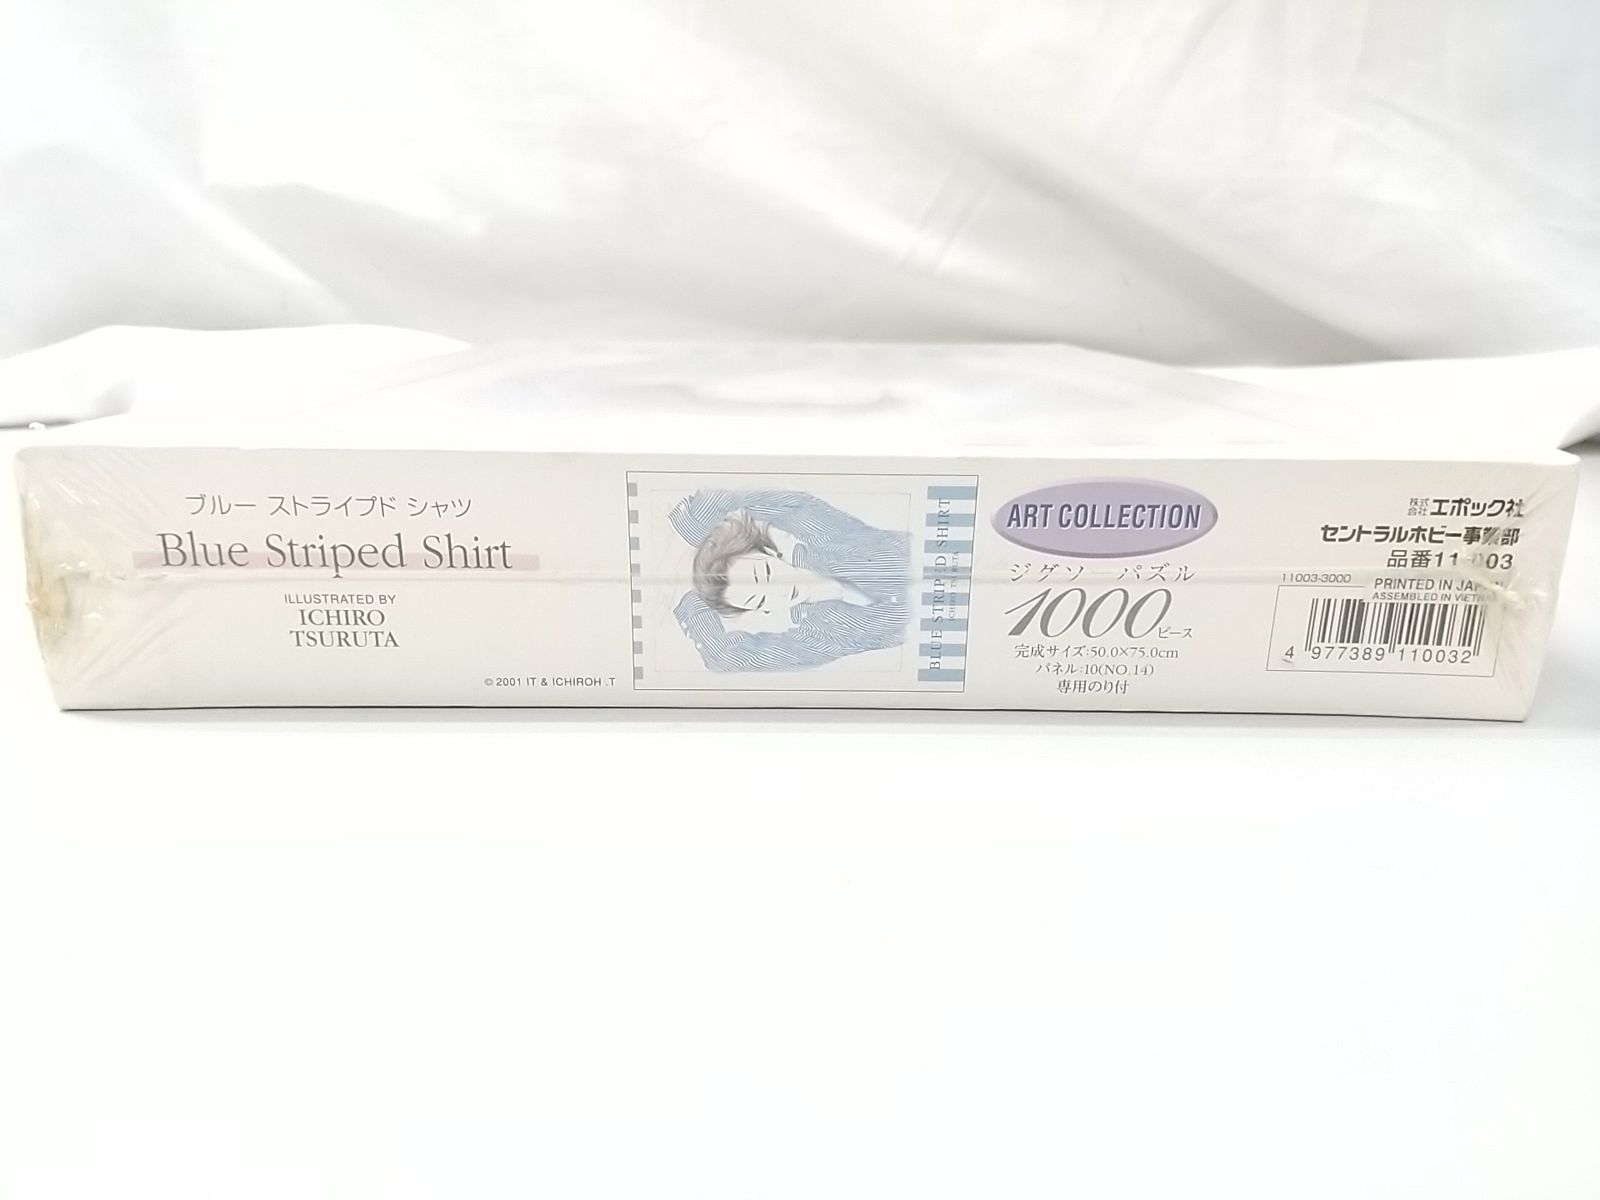 ブルー ストライプド シャツ
Blue Striped Shirt
ILLUSTRATED BY
ICHIRO
TSURUTA
© 2001 IT & ICHIROH .T
BLUE STRIPED SHIRT
ICHIRO TSURUTA
ART COLLECTION
ジグソーパズル
1000ピース
完成サイズ:50.0×75.0cm
パネル:10(NO.14)
専用のり付
株式会社エポック社
セントラルホビー事業部
品番11-003
11003-3000
PRINTED IN JAPAN
ASSEMBLED IN VIETNAM
4 977389 110032